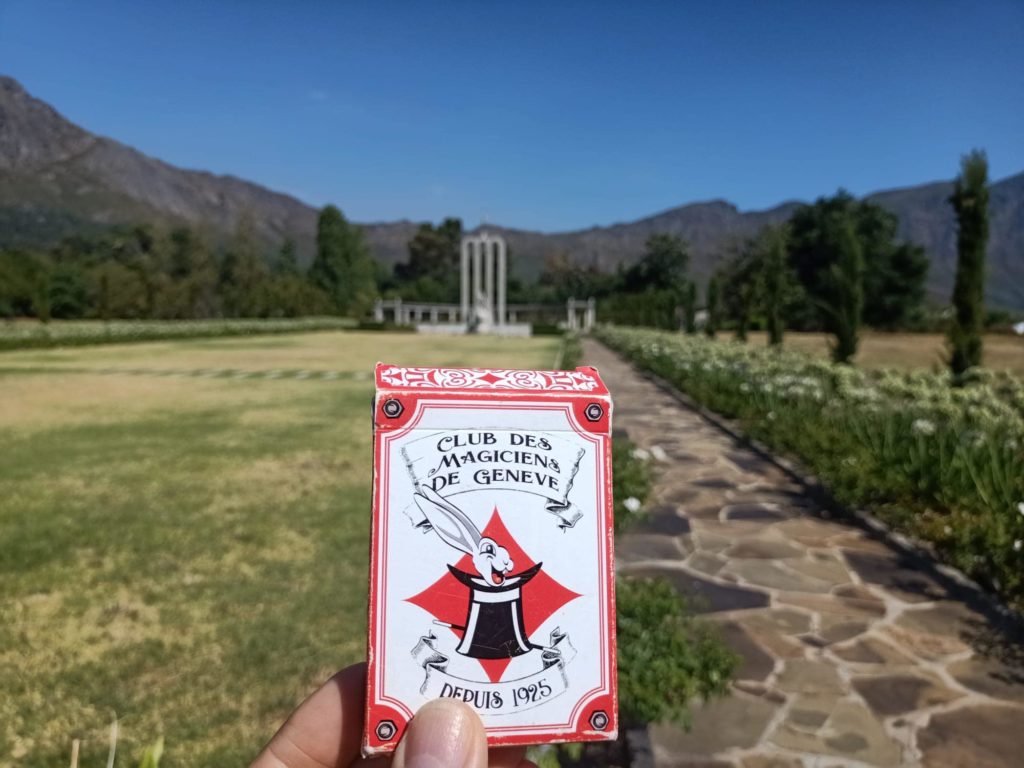 CLUB DES
MAGICIENS
DE GENEVE
DEPUIS 1925